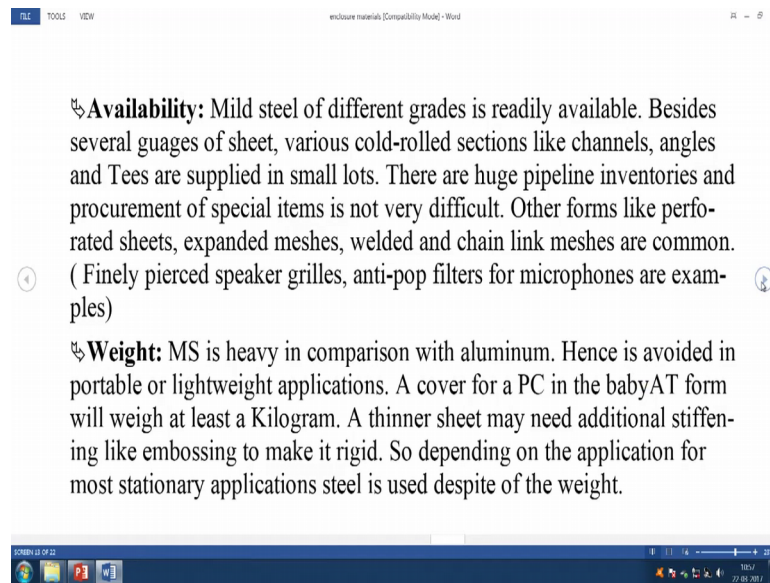 FILE TOOLS VIEW
enclosure materials [Compatibility Mode] - Word
Availability: Mild steel of different grades is readily available. Besides
several guages of sheet, various cold-rolled sections like channels, angles
and Tees are supplied in small lots. There are huge pipeline inventories and
procurement of special items is not very difficult. Other forms like perfo-
rated sheets, expanded meshes, welded and chain link meshes are common.
( Finely pierced speaker grilles, anti-pop filters for microphones are exam-
ples)
Weight: MS is heavy in comparison with aluminum. Hence is avoided in
portable or lightweight applications. A cover for a PC in the babyAT form
will weigh at least a Kilogram. A thinner sheet may need additional stiffen-
ing like embossing to make it rigid. So depending on the application for
most stationary applications steel is used despite of the weight.
SCREEN 13 OF 22
10:57
22-03-2017